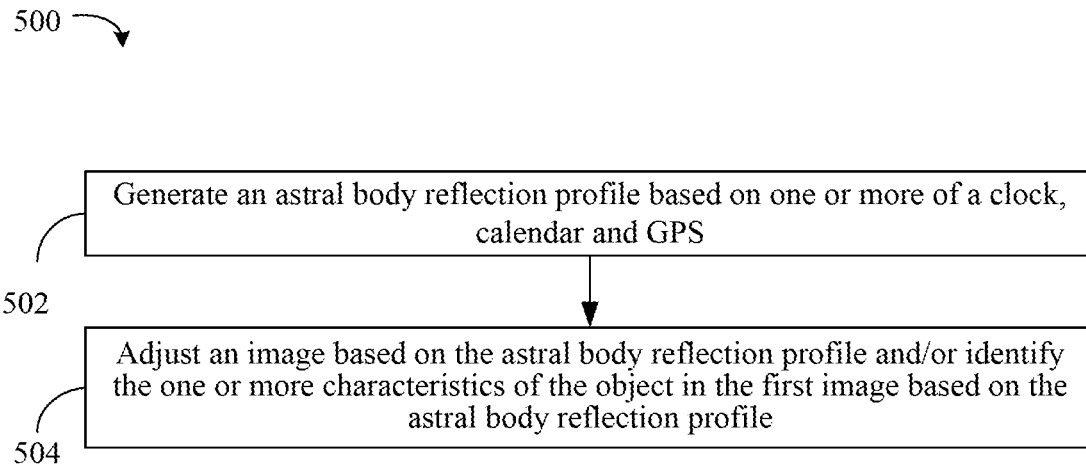 500
Generate an astral body reflection profile based on one or more of a clock,
calendar and GPS
502
Adjust an image based on the astral body reflection profile and/or identify
the one or more characteristics of the object in the first image based on the
astral body reflection profile
504